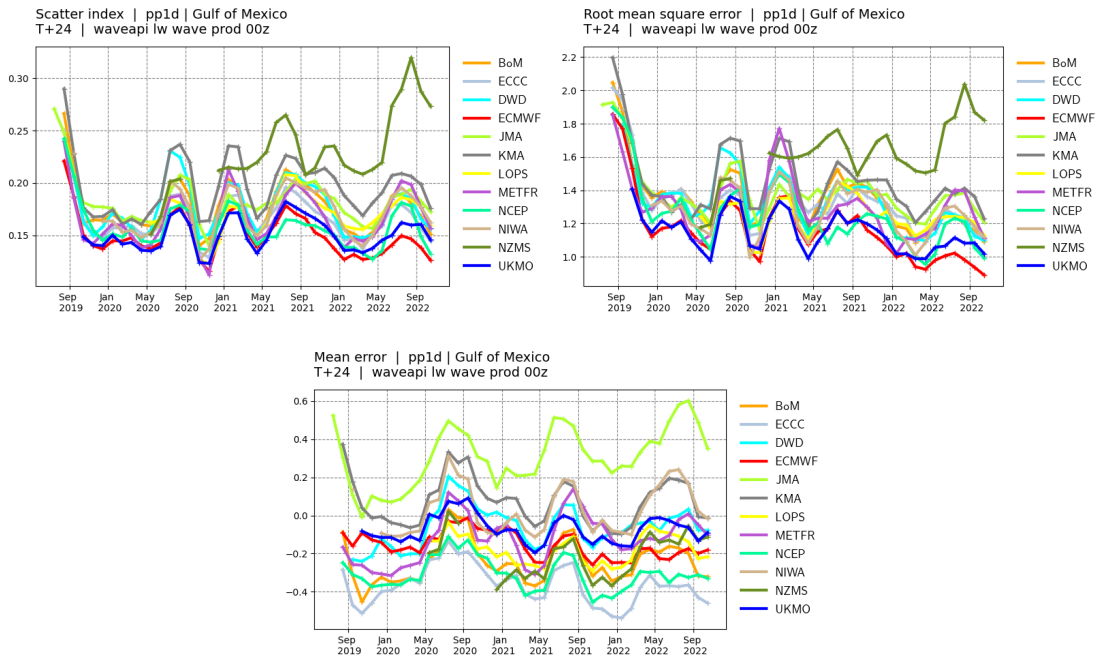 Scatter index | pp1d | Gulf of Mexico
T+24 | waveapi lw wave prod 00z
0.30
0.25
0.20
0.15
Sep 2019
Jan 2020
May 2020
Sep 2020
Jan 2021
May 2021
Sep 2021
Jan 2022
May 2022
Sep 2022
BoM
ECCC
DWD
ECMWF
JMA
KMA
LOPS
METFR
NCEP
NIWA
NZMS
UKMO
Root mean square error | pp1d | Gulf of Mexico
T+24 | waveapi lw wave prod 00z
2.2
2.0
1.8
1.6
1.4
1.2
1.0
Sep 2019
Jan 2020
May 2020
Sep 2020
Jan 2021
May 2021
Sep 2021
Jan 2022
May 2022
Sep 2022
BoM
ECCC
DWD
ECMWF
JMA
KMA
LOPS
METFR
NCEP
NIWA
NZMS
UKMO
Mean error | pp1d | Gulf of Mexico
T+24 | waveapi lw wave prod 00z
0.6
0.4
0.2
0.0
−0.2
−0.4
Sep 2019
Jan 2020
May 2020
Sep 2020
Jan 2021
May 2021
Sep 2021
Jan 2022
May 2022
Sep 2022
BoM
ECCC
DWD
ECMWF
JMA
KMA
LOPS
METFR
NCEP
NIWA
NZMS
UKMO